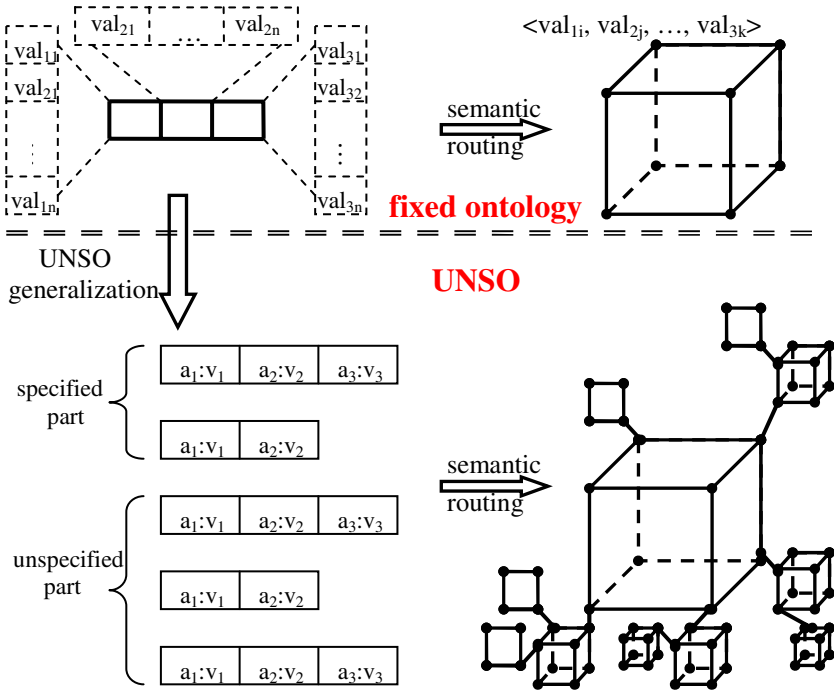 val₂₁ … val₂ₙ
<val₁ᵢ, val₂ⱼ, …, val₃ₖ>
val₁₁
val₃₁
val₂₁
val₃₂
⋮
⋮
val₁ₙ
val₃ₙ
semantic
routing
fixed ontology
UNSO
generalization
UNSO
specified
part
a₁:v₁ a₂:v₂ a₃:v₃
a₁:v₁ a₂:v₂
semantic
routing
unspecified
part
a₁:v₁ a₂:v₂ a₃:v₃
a₁:v₁ a₂:v₂
a₁:v₁ a₂:v₂ a₃:v₃